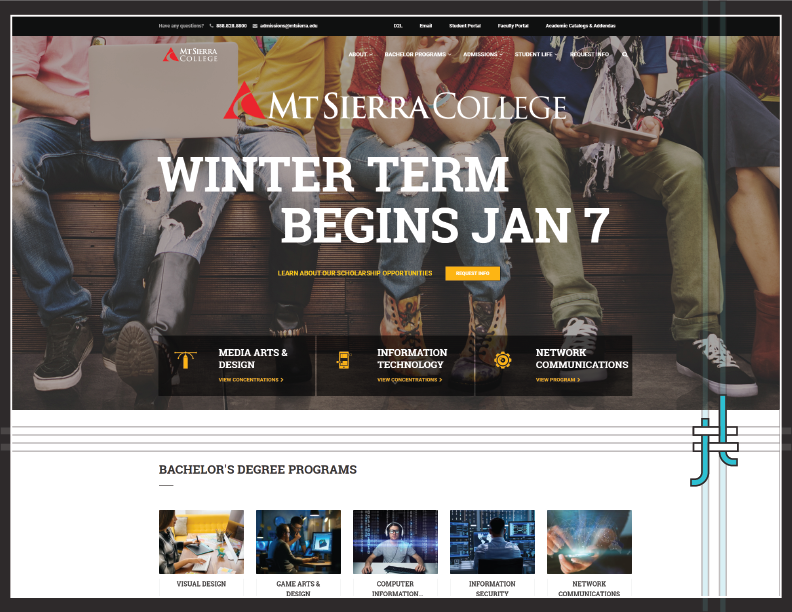 Have any questions? 888.828.8800 admissions@mtsierra.edu D2L Email Student Portal Faculty Portal Academic Catalogs & Addendas
MT SIERRA
COLLEGE
ABOUT BACHELOR PROGRAMS ADMISSIONS STUDENT LIFE REQUEST INFO
MT SIERRA COLLEGE
WINTER TERM
BEGINS JAN 7
LEARN ABOUT OUR SCHOLARSHIP OPPORTUNITIES REQUEST INFO
MEDIA ARTS &
DESIGN
VIEW CONCENTRATIONS >
INFORMATION
TECHNOLOGY
VIEW CONCENTRATIONS >
NETWORK
COMMUNICATIONS
VIEW PROGRAM >
BACHELOR'S DEGREE PROGRAMS
VISUAL DESIGN
GAME ARTS &
DESIGN
COMPUTER
INFORMATION...
INFORMATION
SECURITY
NETWORK
COMMUNICATIONS